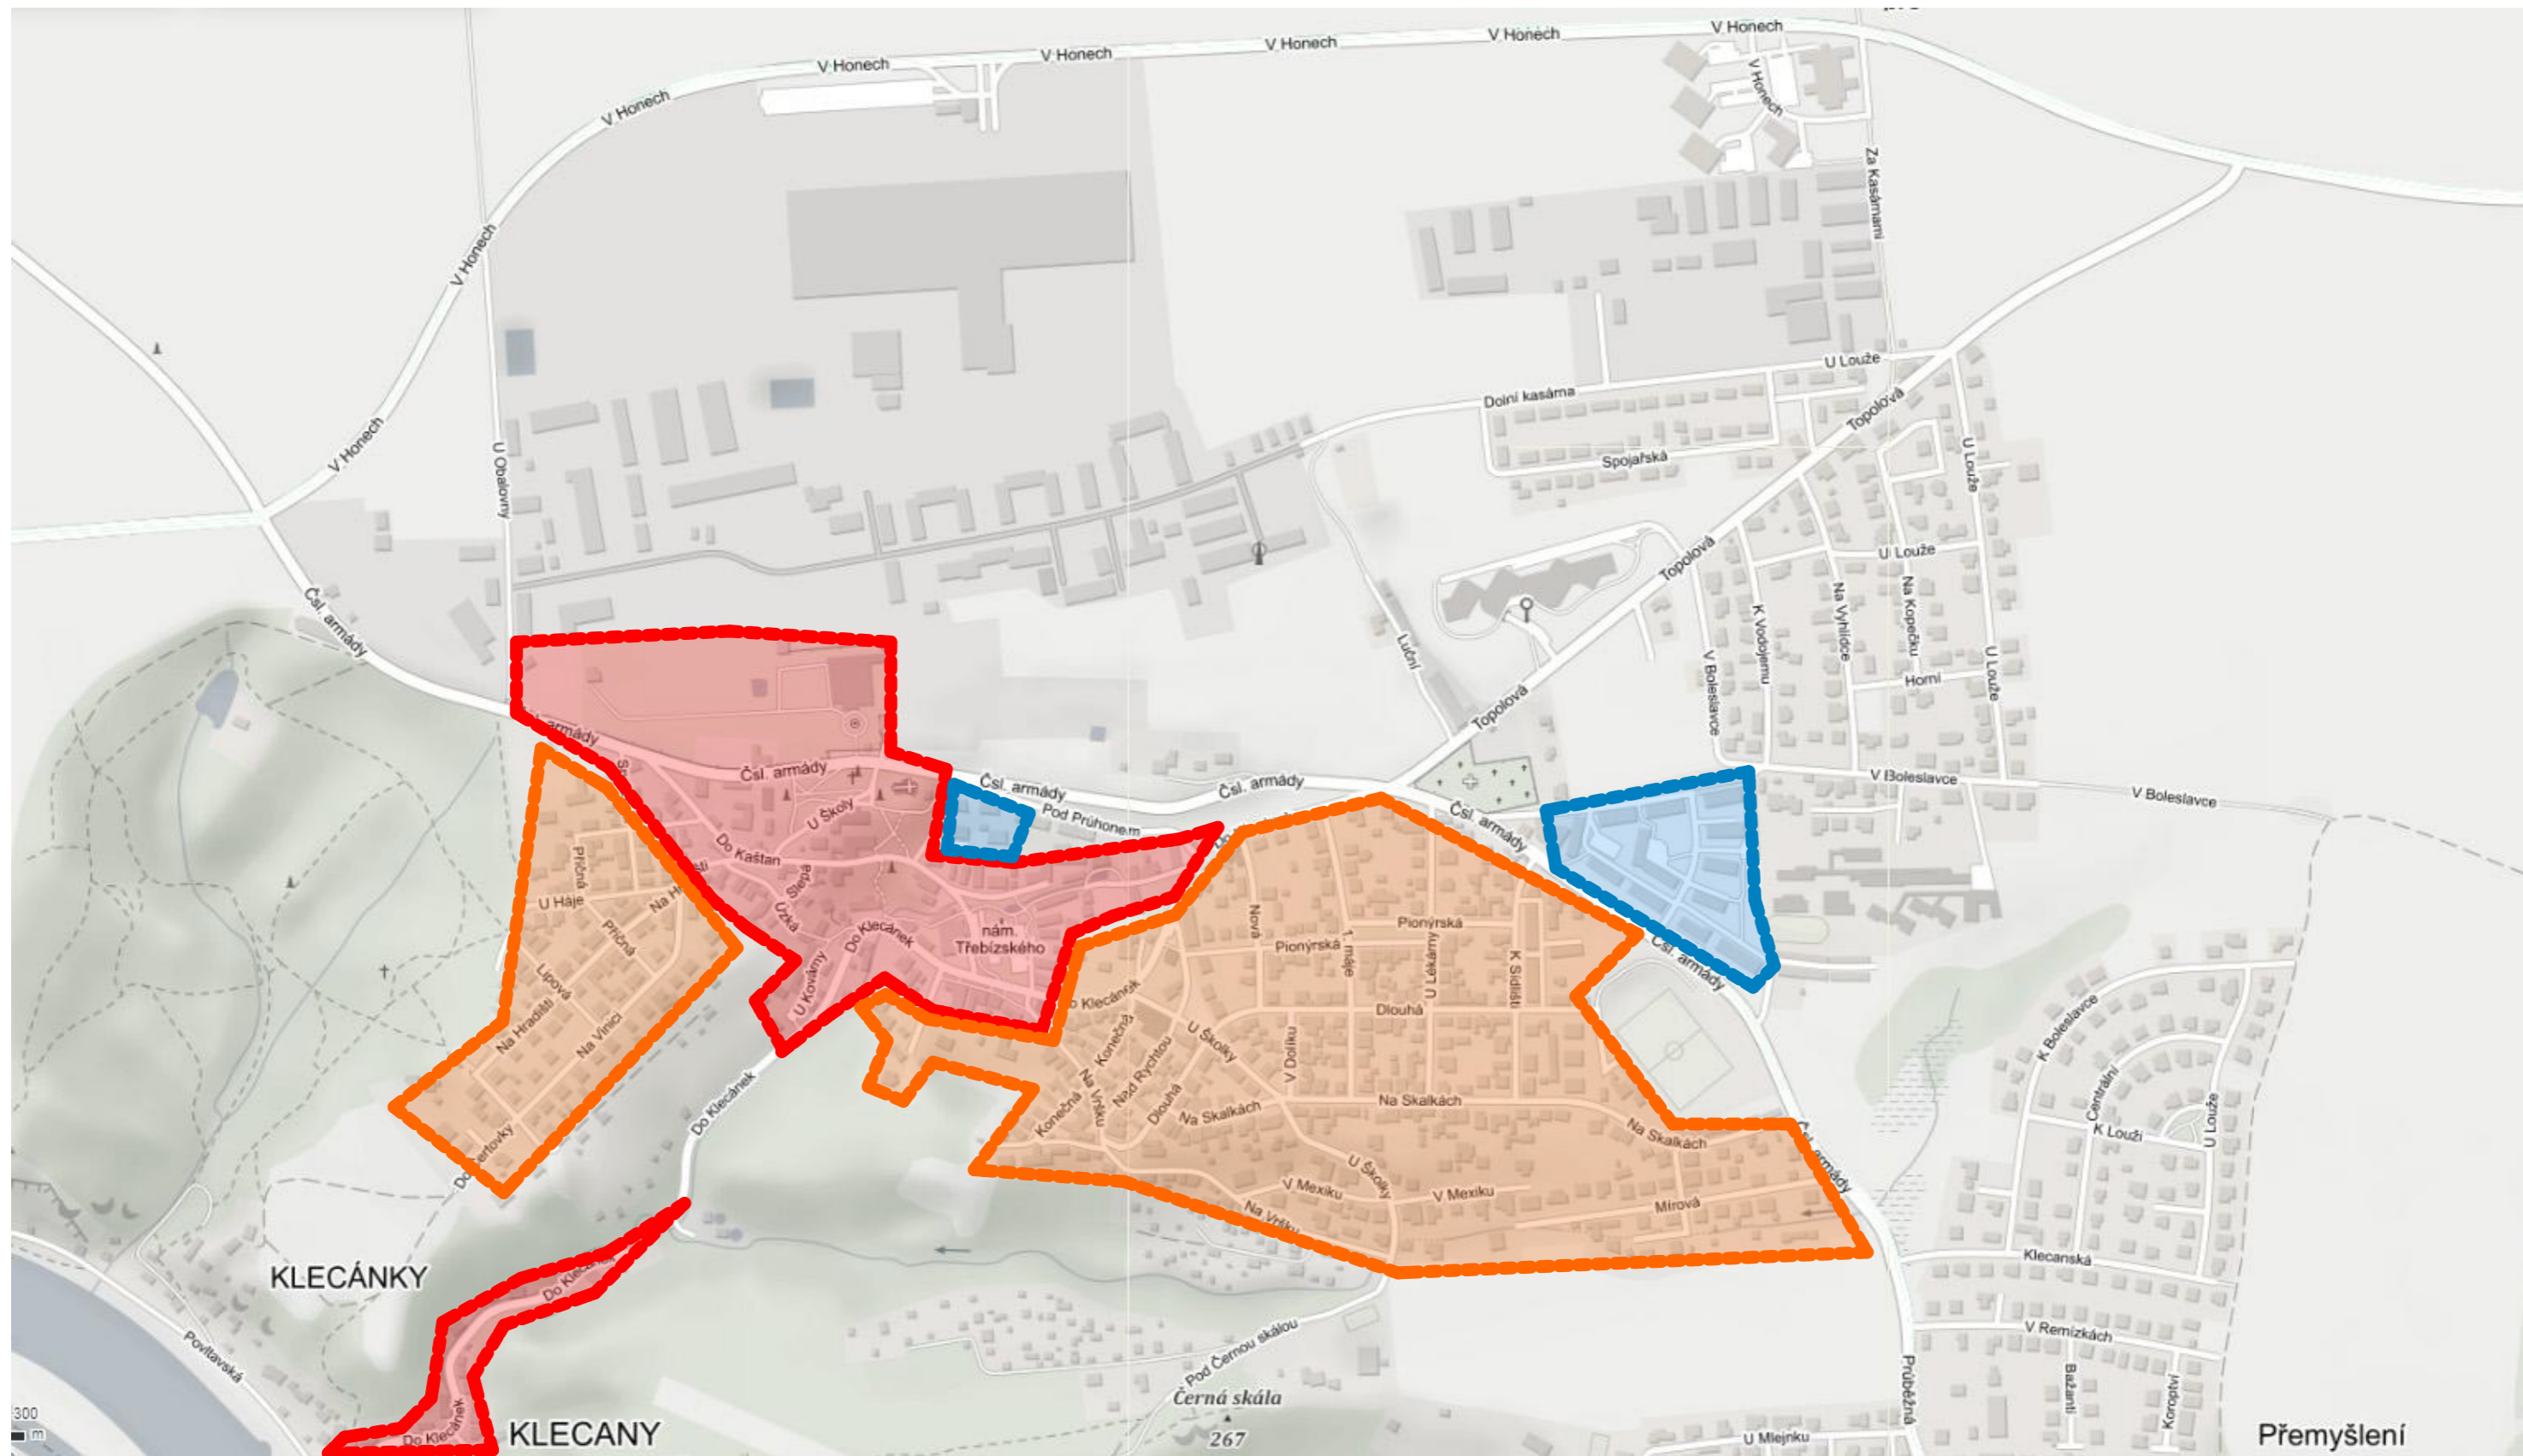 V Honech
V Honech
V Honech
V Honech
V Honech
V Honech
V Honech
V Honech
V Honech
Za Kasárnami
U Obalovny
U Louže
Dolní kasárna
Topolová
Spojařská
U Louže
Topolová
U Louže
Na Vyhlídce
Na Kopečku
K Vodojemu
V Boleslavce
Luční
Horní
U Louže
Topolová
Čsl. armády
armády
Čsl. armády
Čsl. armády
Čsl. armády
Čsl. armády
Pod Průhonem
V Boleslavce
V Boleslavce
U Školy
Do Kaštan
Slepá
Úzká
Příčná
U Háje
Na Hr
Příčná
Do Klecánek
nám.
Třebízského
U Kovárny
Lipová
Na Hradišti
Na Vinici
Nová
Pionýrská
Pionýrská
1. máje
U Lékárny
K Sídlišti
Čsl. armády
Dlouhá
Do Klecánek
Konečná
U Školky
Nad Rychtou
V Dolíku
Na Vršku
Konečná
Dlouhá
Na Skalkách
Na Skalkách
Na Skalkách
Čsl. armády
K Boleslavce
Centrální
K Louži
U Louže
Do Klecánek
U Školky
V Mexiku
V Mexiku
Mírová
Na Vršku
Klecanská
KLECÁNKY
Povltavská
Pod Černou skálou
V Remízkách
Průběžná
Bažantí
Koroptví
Černá skála
267
300
m
Do Klecánek
KLECANY
U Mlejnku
Přemyšlení